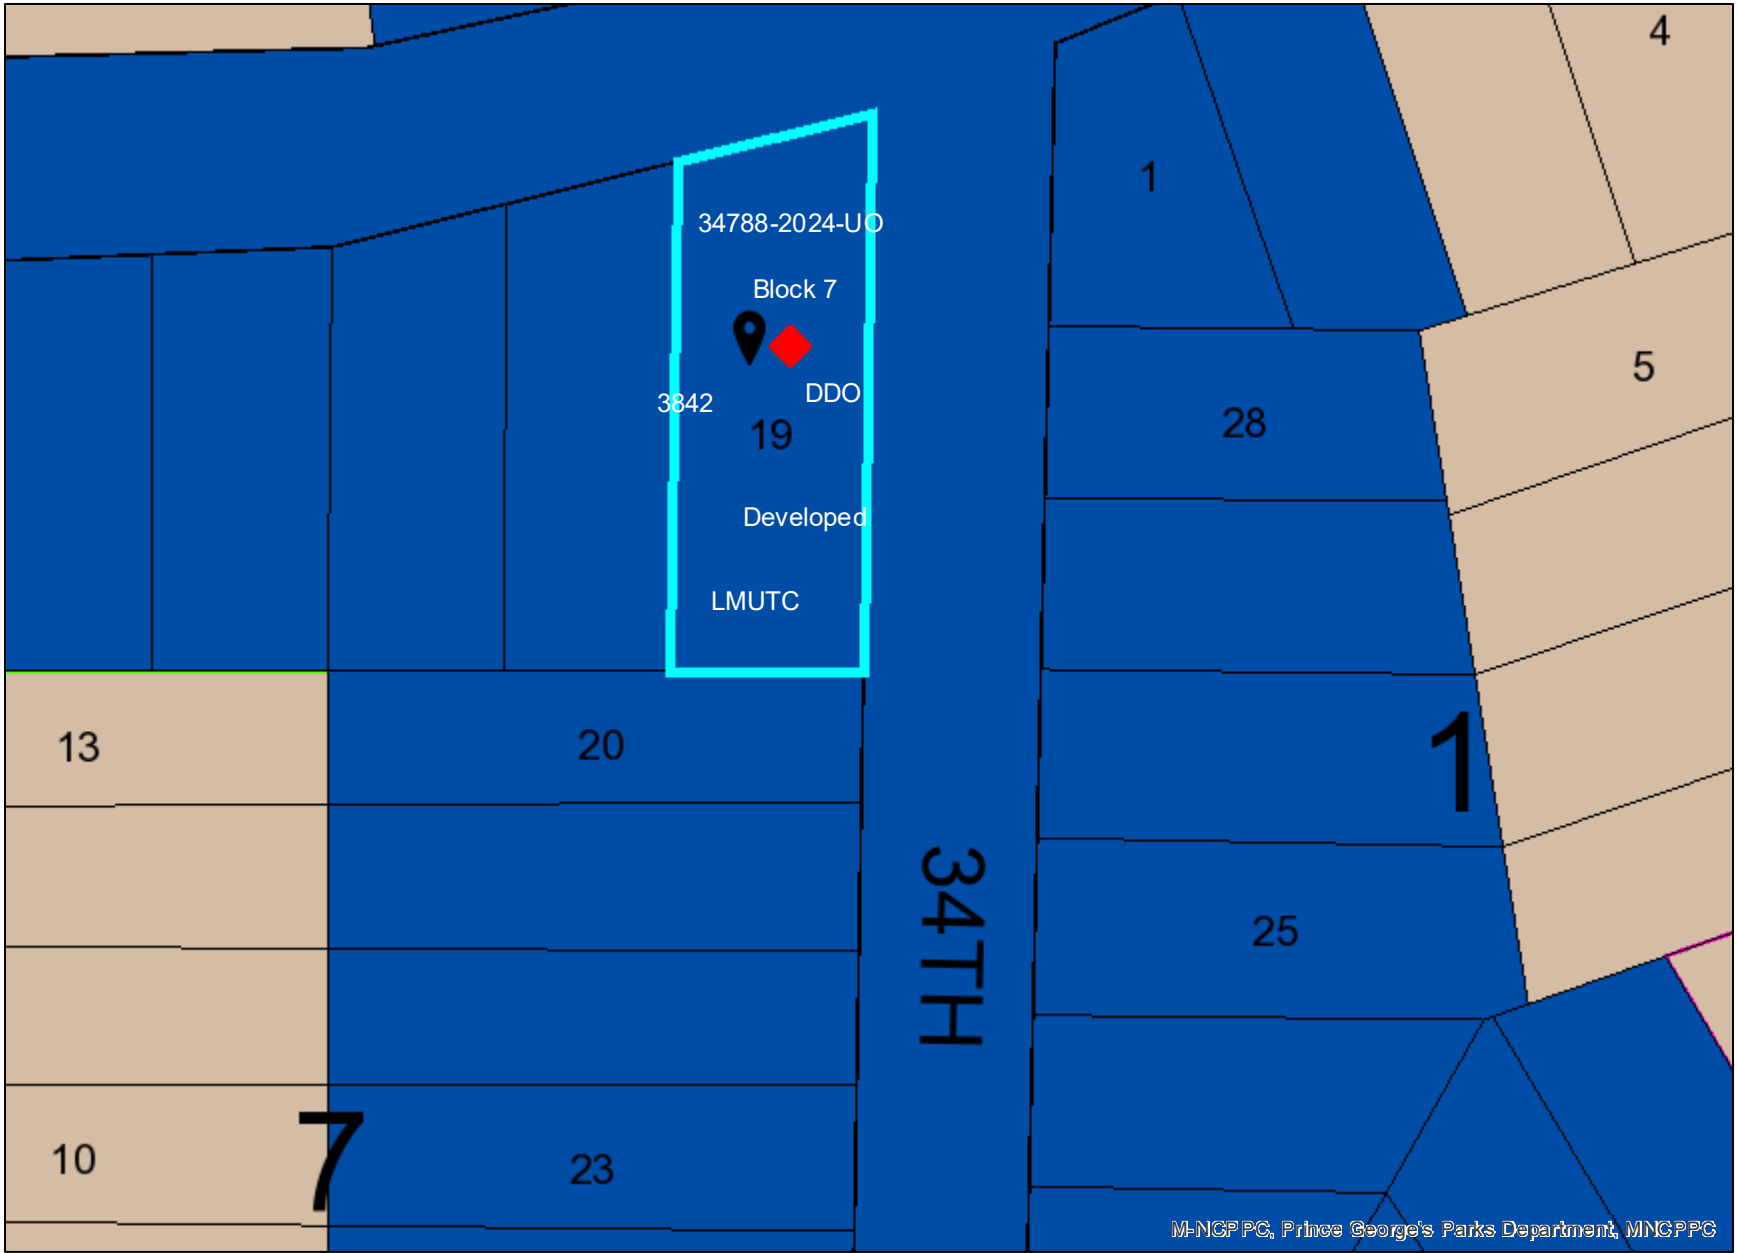 4
1
34788-2024-UO
Block 7
5
DDO
3842
28
19
Developed
LMUTC
13
20
1
34TH
25
7
10
23
M-NCPPC, Prince George's Parks Department, MNCPPC